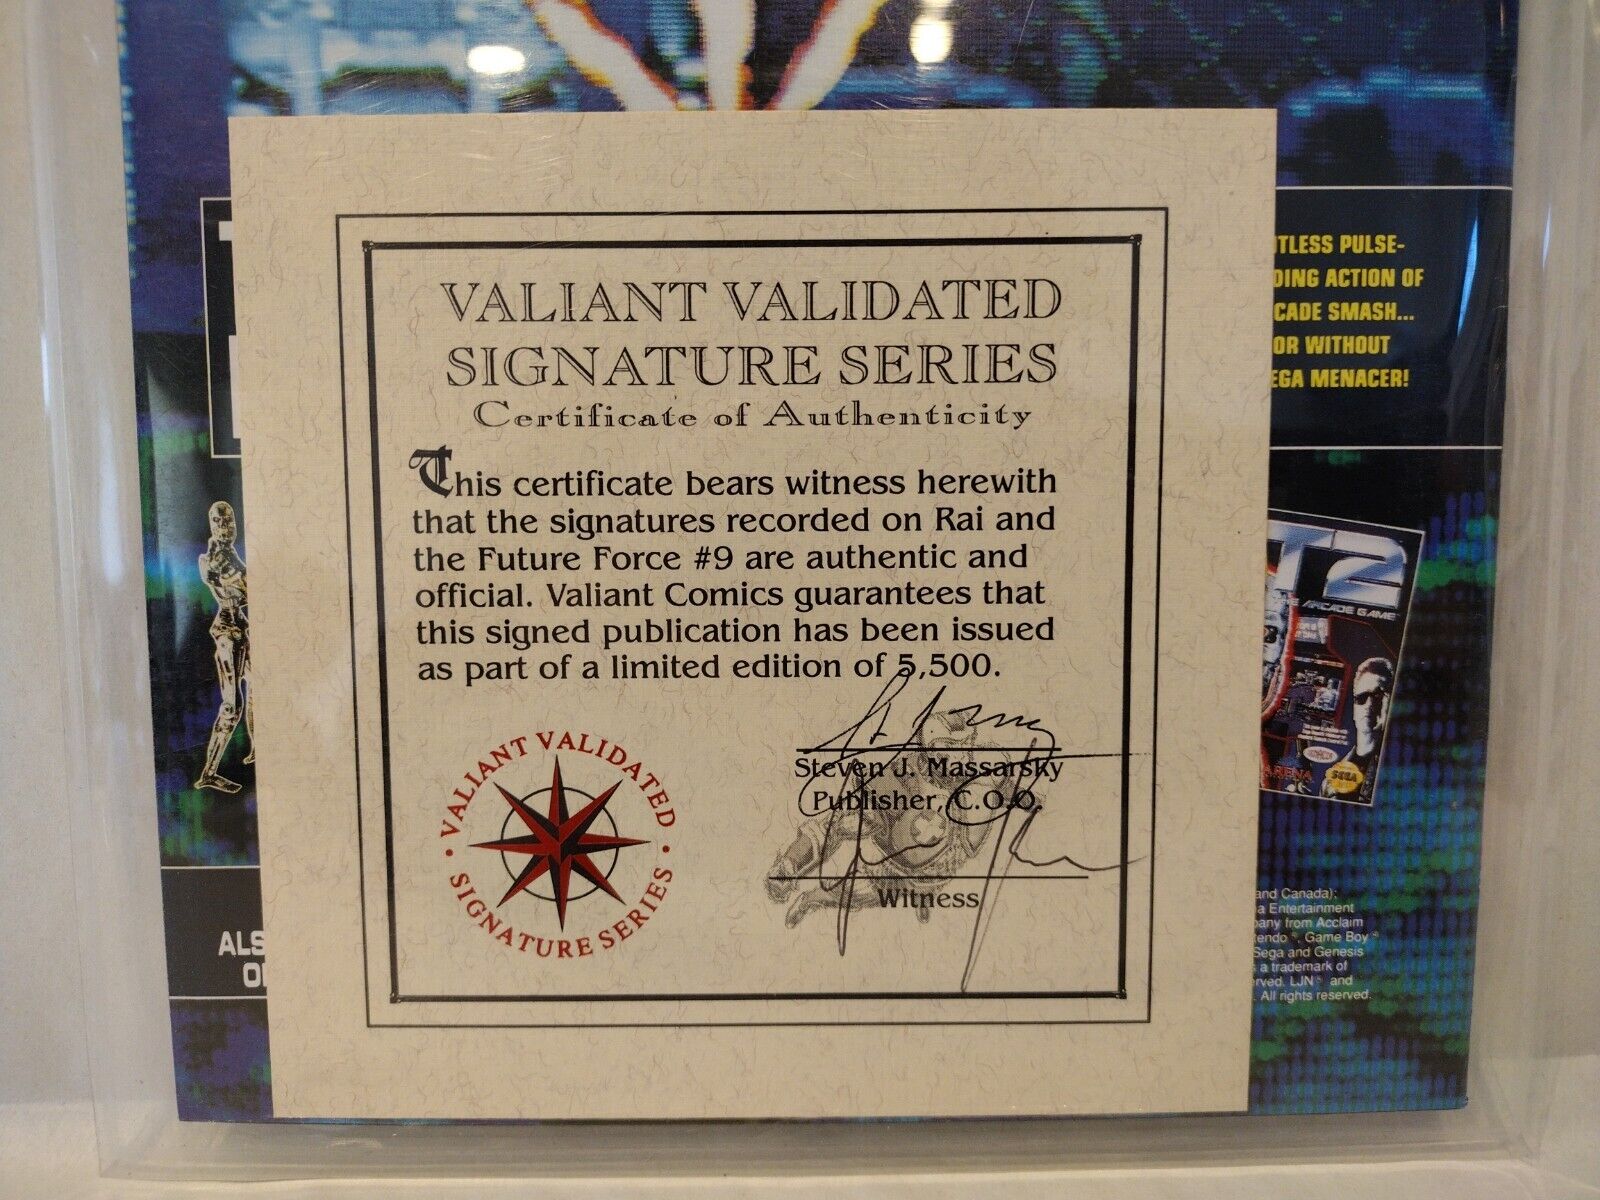 VALIANT VALIDATED
SIGNATURE SERIES
Certificate of Authenticity
This certificate bears witness herewith
that the signatures recorded on Rai and
the Future Force #9 are authentic and
official. Valiant Comics guarantees that
this signed publication has been issued
as part of a limited edition of 5,500.
Steven J. Massarsky
Publisher, C.O.O.
Witness
· VALIANT VALIDATED ·
SIGNATURE SERIES
TLESS PULSE-
DING ACTION OF
CADE SMASH...
OR WITHOUT
EGA MENACER!
T2
ARCADE GAME
ARENA
SEGA
ALS
and Canada);
a Entertainment
pany from Acclaim
tendo®, Game Boy®
Sega and Genesis
a trademark of
rved. LJN® and
. All rights reserved.